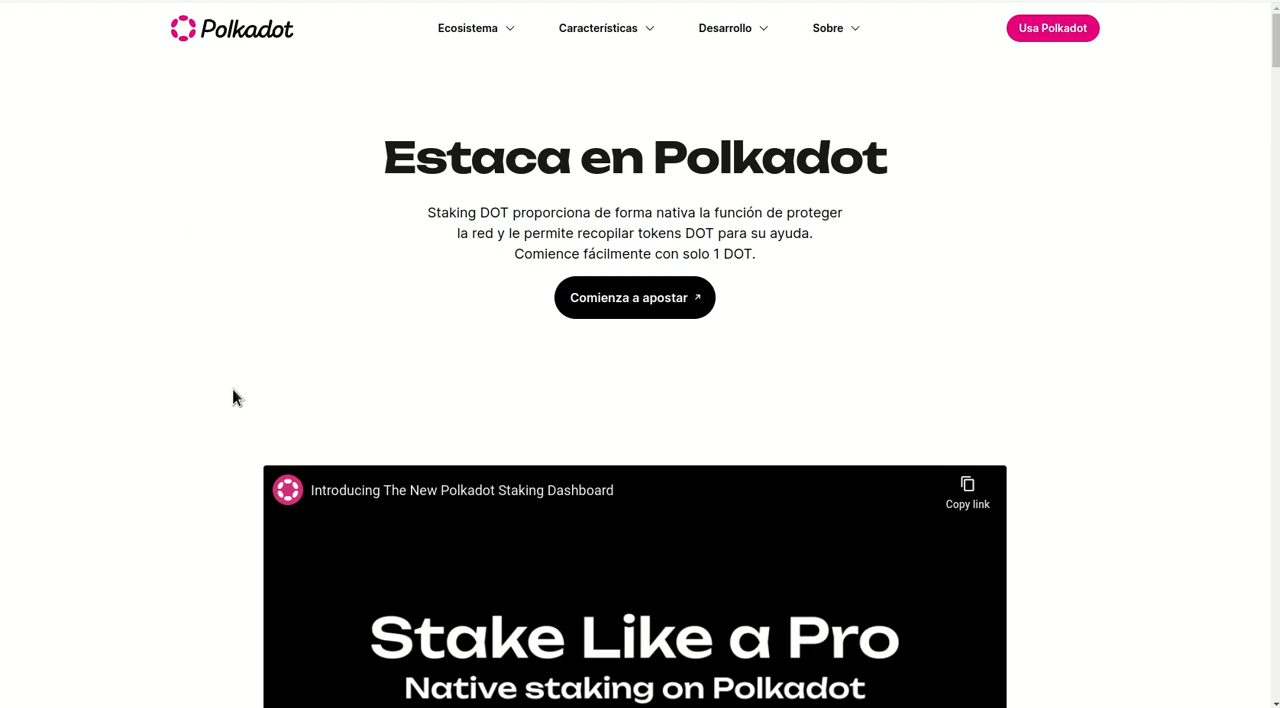 Polkadot
Ecosistema
Características
Desarrollo
Sobre
Usa Polkadot
Estaca en Polkadot
Staking DOT proporciona de forma nativa la función de proteger
la red y le permite recopilar tokens DOT para su ayuda.
Comience fácilmente con solo 1 DOT.
Comienza a apostar
Introducing The New Polkadot Staking Dashboard
Copy link
Stake Like a Pro
Native staking on Polkadot